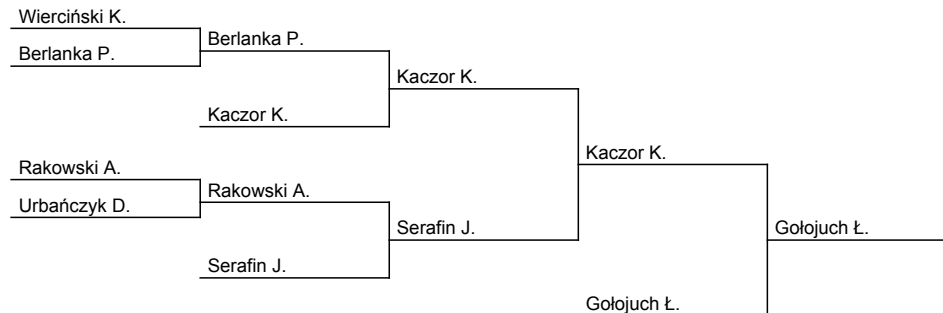 Wierciński K.
Berlanka P.
Berlanka P.
Kaczor K.
Kaczor K.
Kaczor K.
Rakowski A.
Rakowski A.
Urbańczyk D.
Serafin J.
Gołojuch Ł.
Serafin J.
Gołojuch Ł.